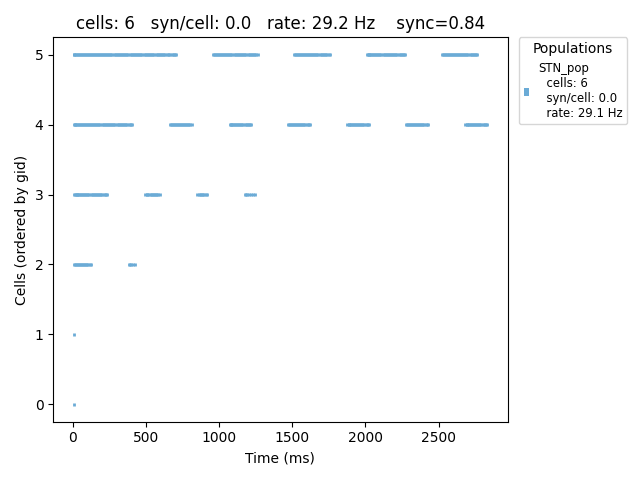 cells: 6   syn/cell: 0.0   rate: 29.2 Hz    sync=0.84
Populations
STN_pop
cells: 6
syn/cell: 0.0
rate: 29.1 Hz
Cells (ordered by gid)
5
4
3
2
1
0
0 500 1000 1500 2000 2500
Time (ms)